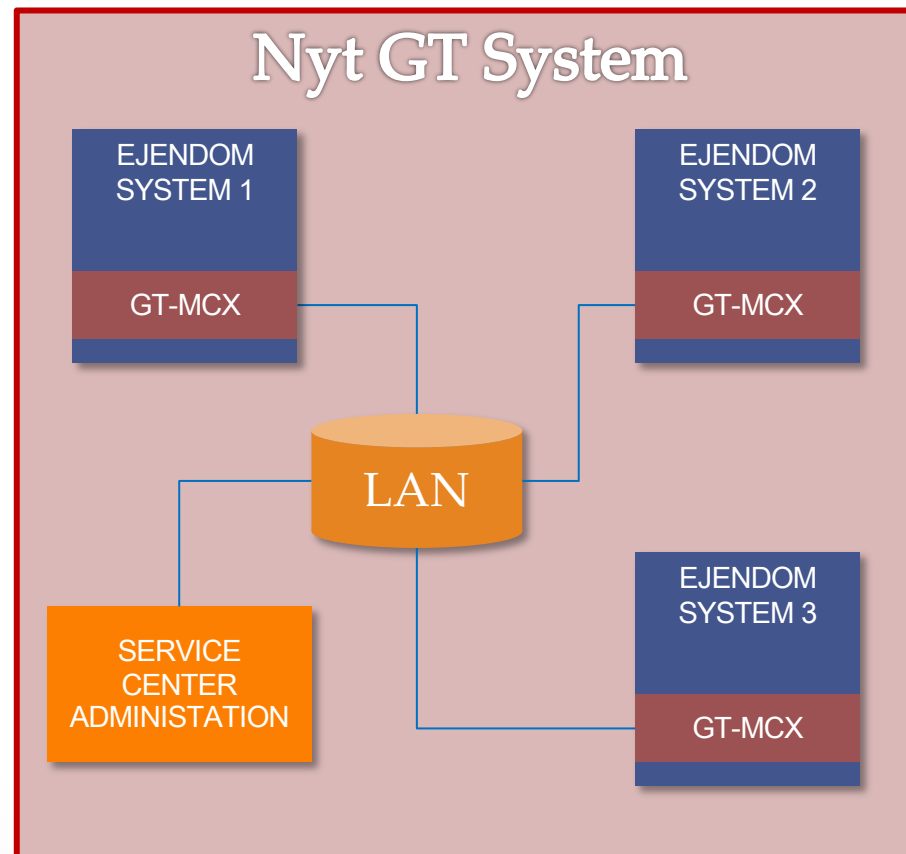 Nyt GT System
EJENDOM
SYSTEM 1
GT-MCX
EJENDOM
SYSTEM 2
GT-MCX
LAN
SERVICE
CENTER
ADMINISTATION
EJENDOM
SYSTEM 3
GT-MCX